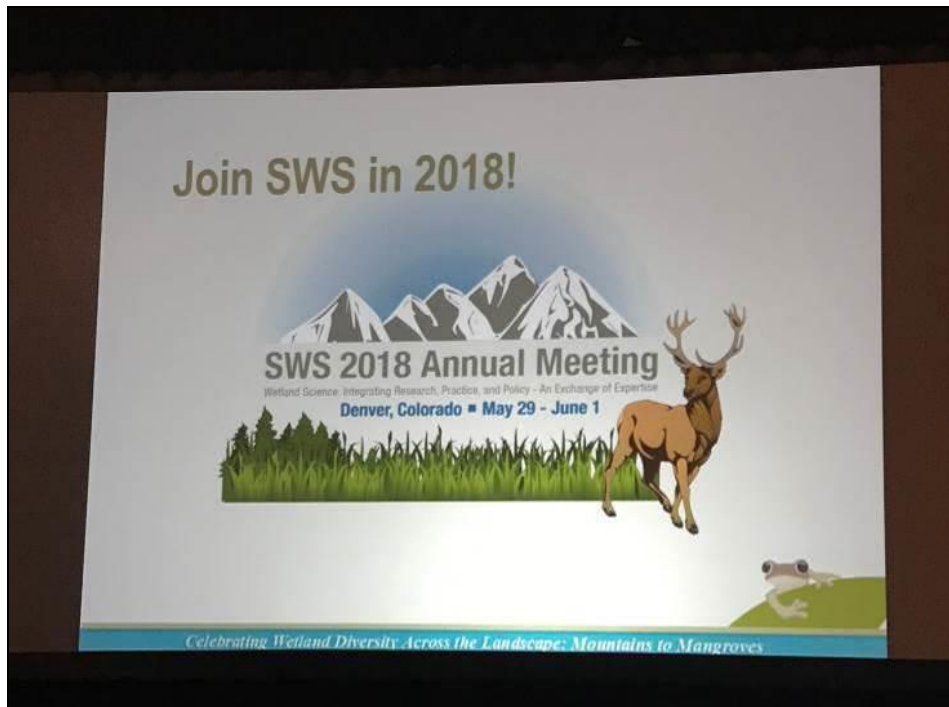 Join SWS in 2018!
SWS 2018 Annual Meeting
Wetland Science: Integrating Research, Practice, and Policy - An Exchange of Expertise
Denver, Colorado ▪ May 29 - June 1
Celebrating Wetland Diversity Across the Landscape: Mountains to Mangroves